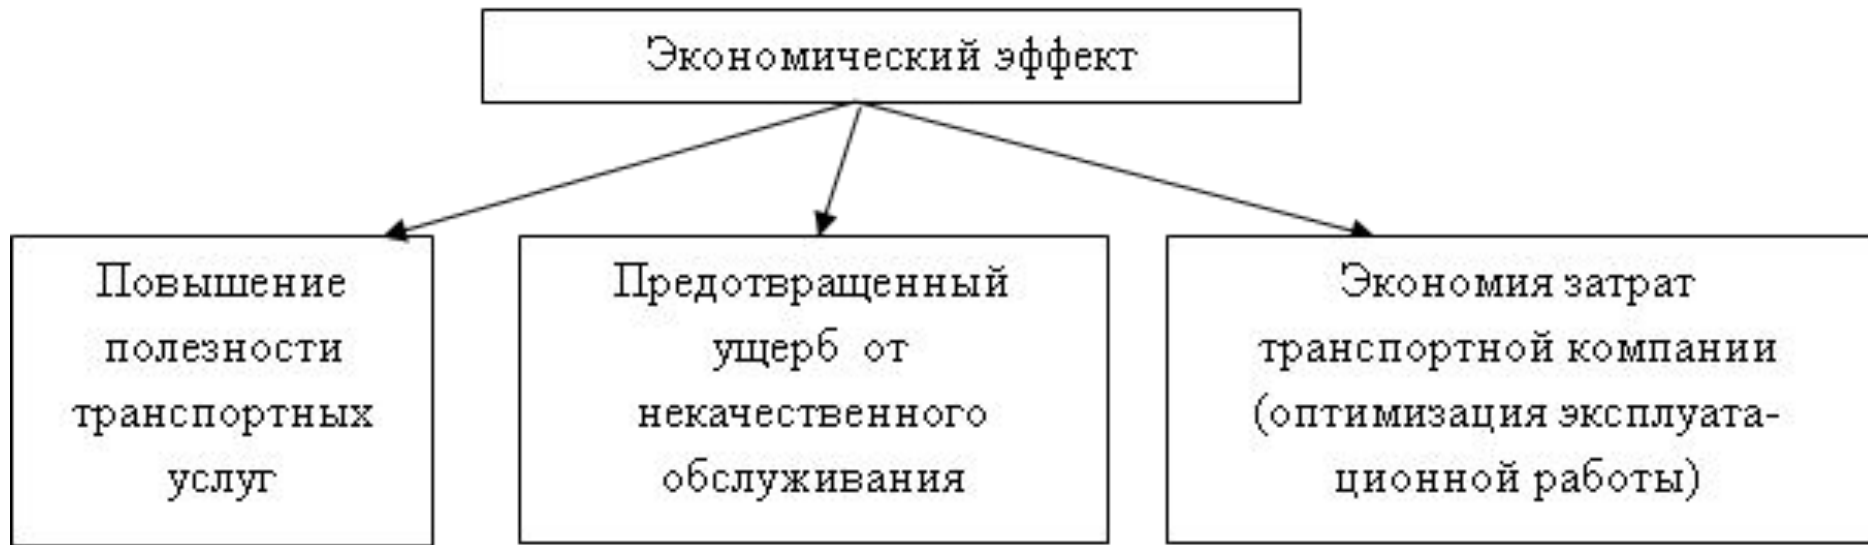 Экономический эффект
Повышение
полезности
транспортных
услуг
Предотвращенный
ущерб от
некачественного
обслуживания
Экономия затрат
транспортной компании
(оптимизация эксплуата-
ционной работы)